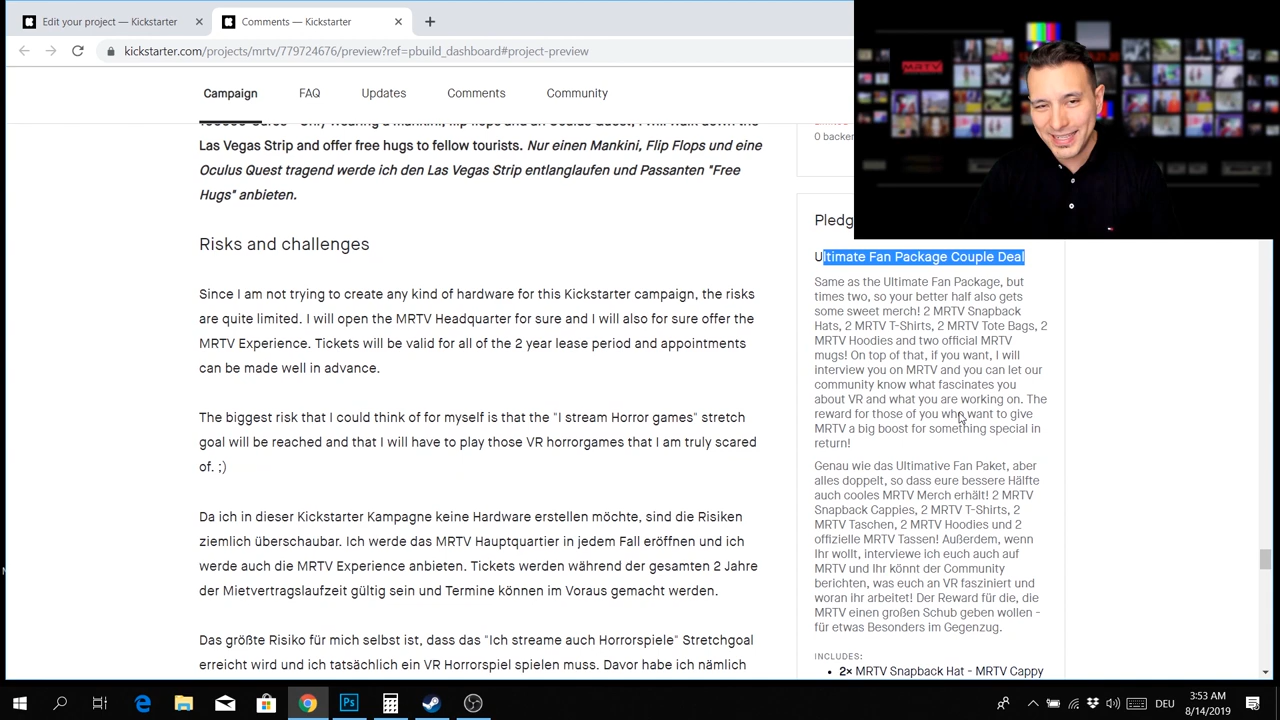 Edit your project — Kickstarter
Comments — Kickstarter
kickstarter.com/projects/mrtv/779724676/preview?ref=pbuild_dashboard#project-preview
MRTV
Campaign
FAQ
Updates
Comments
Community
Las Vegas Strip and offer free hugs to fellow tourists. Nur einen Mankini, Flip Flops und eine
Oculus Quest tragend werde ich den Las Vegas Strip entlanglaufen und Passanten "Free
Hugs" anbieten.
Risks and challenges
Since I am not trying to create any kind of hardware for this Kickstarter campaign, the risks
are quite limited. I will open the MRTV Headquarter for sure and I will also for sure offer the
MRTV Experience. Tickets will be valid for all of the 2 year lease period and appointments
can be made well in advance.
The biggest risk that I could think of for myself is that the "I stream Horror games" stretch
goal will be reached and that I will have to play those VR horrorgames that I am truly scared
of. ;)
Da ich in dieser Kickstarter Kampagne keine Hardware erstellen möchte, sind die Risiken
ziemlich überschaubar. Ich werde das MRTV Hauptquartier in jedem Fall eröffnen und ich
werde auch die MRTV Experience anbieten. Tickets werden während der gesamten 2 Jahre
der Mietvertragslaufzeit gültig sein und Termine können im Voraus gemacht werden.
Das größte Risiko für mich selbst ist, dass das "Ich streame auch Horrorspiele" Stretchgoal
erreicht wird und ich tatsächlich ein VR Horrorspiel spielen muss. Davor habe ich nämlich
0 backer
Pledg
Ultimate Fan Package Couple Deal
Same as the Ultimate Fan Package, but
times two, so your better half also gets
some sweet merch! 2 MRTV Snapback
Hats, 2 MRTV T-Shirts, 2 MRTV Tote Bags, 2
MRTV Hoodies and two official MRTV
mugs! On top of that, if you want, I will
interview you on MRTV and you can let our
community know what fascinates you
about VR and what you are working on. The
reward for those of you who want to give
MRTV a big boost for something special in
return!
Genau wie das Ultimative Fan Paket, aber
alles doppelt, so dass eure bessere Hälfte
auch cooles MRTV Merch erhält! 2 MRTV
Snapback Cappies, 2 MRTV T-Shirts, 2
MRTV Taschen, 2 MRTV Hoodies und 2
offizielle MRTV Tassen! Außerdem, wenn
Ihr wollt, interviewe ich euch auch auf
MRTV und Ihr könnt der Community
berichten, was euch an VR fasziniert und
woran ihr arbeitet! Der Reward für die, die
MRTV einen großen Schub geben wollen -
für etwas Besonders im Gegenzug.
INCLUDES:
• 2× MRTV Snapback Hat - MRTV Cappy
Ps
DEU
3:53 AM
8/14/2019